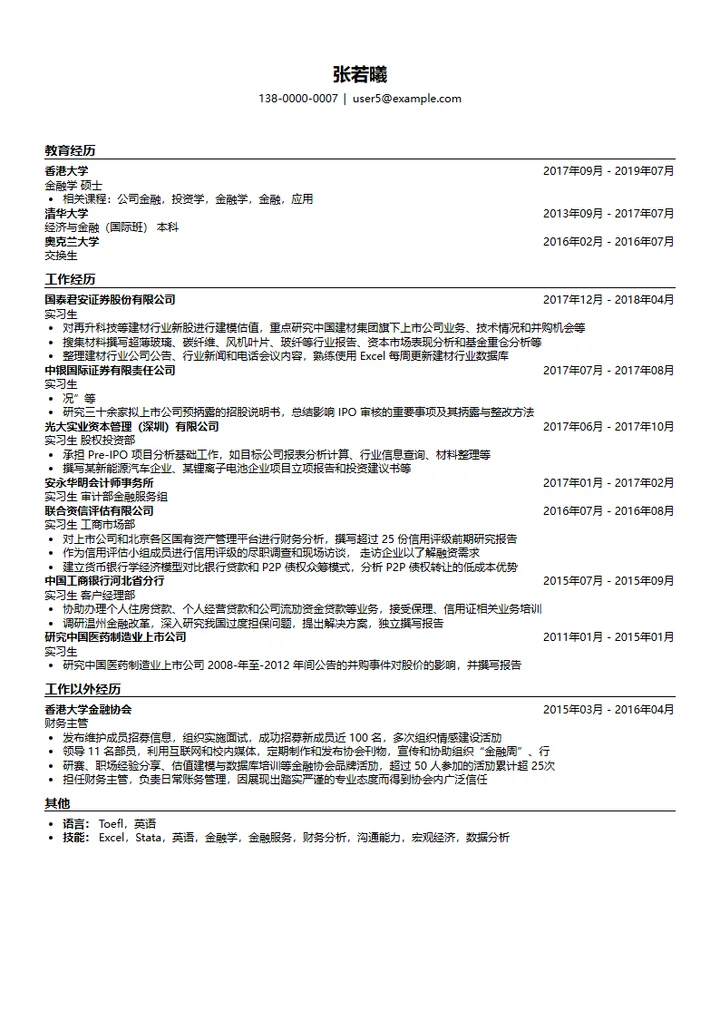 张若曦
138-0000-0007 | user5@example.com
教育经历
香港大学 2017年09月 - 2019年07月
金融学 硕士
• 相关课程：公司金融，投资学，金融学，金融，应用
清华大学 2013年09月 - 2017年07月
经济与金融（国际班） 本科
奥克兰大学 2016年02月 - 2016年07月
交换生
工作经历
国泰君安证券股份有限公司 2017年12月 - 2018年04月
实习生
• 对再升科技等建材行业新股进行建模估值，重点研究中国建材集团旗下上市公司业务、技术情况和并购机会等
• 搜集材料撰写超薄玻璃、碳纤维、风机叶片、玻纤等行业报告、资本市场表现分析和基金重仓分析等
• 整理建材行业公司公告、行业新闻和电话会议内容，熟练使用 Excel 每周更新建材行业数据库
中银国际证券有限责任公司 2017年07月 - 2017年08月
实习生
• 况”等
• 研究三十余家拟上市公司预披露的招股说明书，总结影响 IPO 审核的重要事项及其披露与整改方法
光大实业资本管理（深圳）有限公司 2017年06月 - 2017年10月
实习生 股权投资部
• 承担 Pre-IPO 项目分析基础工作，如目标公司报表分析计算、行业信息查询、材料整理等
• 撰写某新能源汽车企业、某锂离子电池企业项目立项报告和投资建议书等
安永华明会计师事务所 2017年01月 - 2017年02月
实习生 审计部金融服务组
联合资信评估有限公司 2016年07月 - 2016年08月
实习生 工商市场部
• 对上市公司和北京各区国有资产管理平台进行财务分析，撰写超过 25 份信用评级前期研究报告
• 作为信用评估小组成员进行信用评级的尽职调查和现场访谈， 走访企业以了解融资需求
• 建立货币银行学经济模型对比银行贷款和 P2P 债权众筹模式，分析 P2P 债权转让的低成本优势
中国工商银行河北省分行 2015年07月 - 2015年09月
实习生 客户经理部
• 协助办理个人住房贷款、个人经营贷款和公司流动资金贷款等业务，接受保理、信用证相关业务培训
• 调研温州金融改革，深入研究我国过度担保问题，提出解决方案，独立撰写报告
研究中国医药制造业上市公司 2011年01月 - 2015年01月
实习生
• 研究中国医药制造业上市公司 2008-年至-2012 年间公告的并购事件对股价的影响，并撰写报告
工作以外经历
香港大学金融协会 2015年03月 - 2016年04月
财务主管
• 发布维护成员招募信息，组织实施面试，成功招募新成员近 100 名，多次组织情感建设活动
• 领导 11 名部员，利用互联网和校内媒体，定期制作和发布协会刊物，宣传和协助组织“金融周”、行
• 研赛、职场经验分享、估值建模与数据库培训等金融协会品牌活动，超过 50 人参加的活动累计超 25次
• 担任财务主管，负责日常账务管理，因展现出踏实严谨的专业态度而得到协会内广泛信任
其他
• 语言： Toefl，英语
• 技能： Excel，Stata，英语，金融学，金融服务，财务分析，沟通能力，宏观经济，数据分析